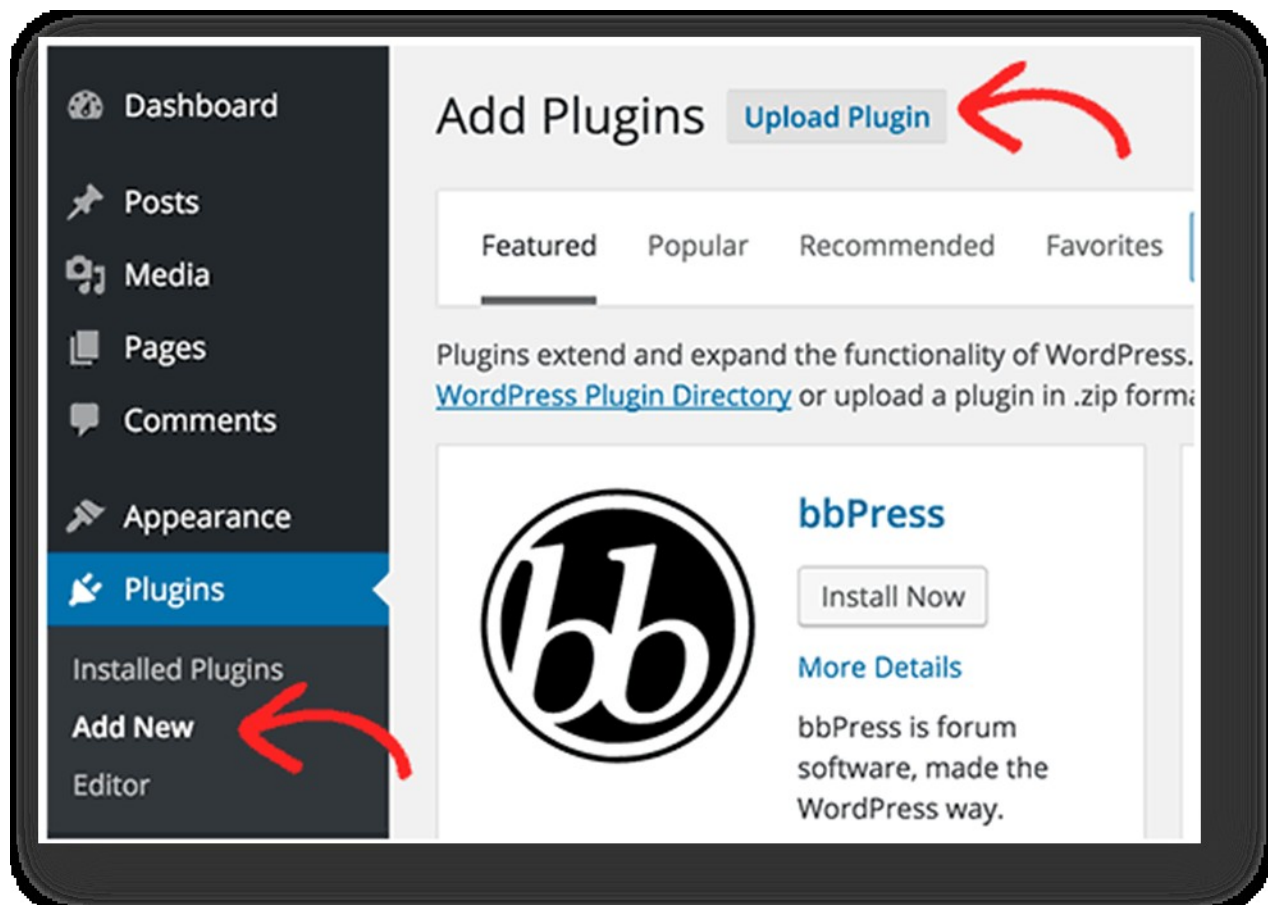 Dashboard
Posts
Media
Pages
Comments
Appearance
Plugins
Installed Plugins
Add New
Editor
Add Plugins
Upload Plugin
Featured
Popular
Recommended
Favorites
Plugins extend and expand the functionality of WordPress.
WordPress Plugin Directory or upload a plugin in .zip
bb
bbPress
Install Now
More Details
bbPress is forum
software, made the
WordPress way.